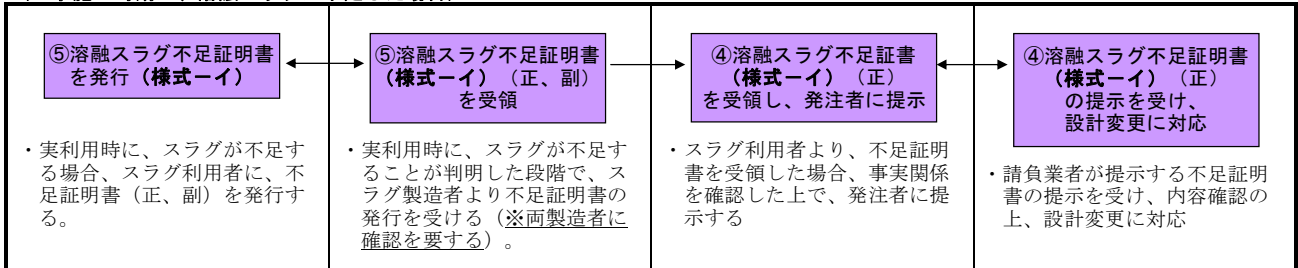 ⑤溶融スラグ不足証明書
を発行（様式－イ）
・実利用時に、スラグが不足す
る場合、スラグ利用者に、不
足証明書（正、副）を発行す
る。
⑤溶融スラグ不足証明書
（様式－イ）（正、副）
を受領
・実利用時に、スラグが不足す
ることが判明した段階で、ス
ラグ製造者より不足証明書の
発行を受ける（※両製造者に
確認を要する）。
④溶融スラグ不足証書
（様式－イ）（正）
を受領し、発注者に提示
・スラグ利用者より、不足証明
書を受領した場合、事実関係
を確認した上で、発注者に提
示する
④溶融スラグ不足証明書
（様式－イ）（正）
の提示を受け、
設計変更に対応
・請負業者が提示する不足証明
書の提示を受け、内容確認の
上、設計変更に対応